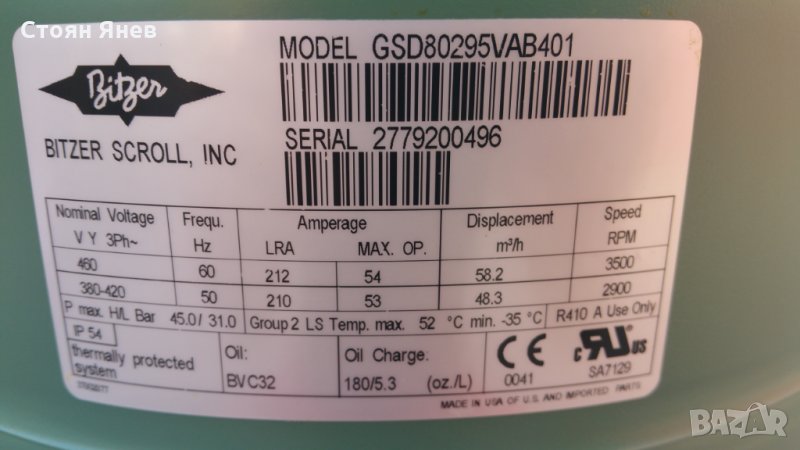 Стоян Янев
Bitzer
BITZER SCROLL, INC
MODEL GSD80295VAB401
SERIAL 2779200496
Nominal Voltage V Y 3Ph~ Frequ. Hz Amperage LRA MAX. OP. Displacement m³/h Speed RPM
460 60 212 54 58.2 3500
380-420 50 210 53 48.3 2900
P max. H/L Bar 45.0 / 31.0 Group 2 LS Temp. max. 52 °C min. -35 °C R410 A Use Only
IP 54
thermally protected
system
Oil:
BVC32
Oil Charge:
180/5.3 (oz./L)
CE
0041
c RU us
SA7129
MADE IN USA OF U.S. AND IMPORTED PARTS.
BAZAR